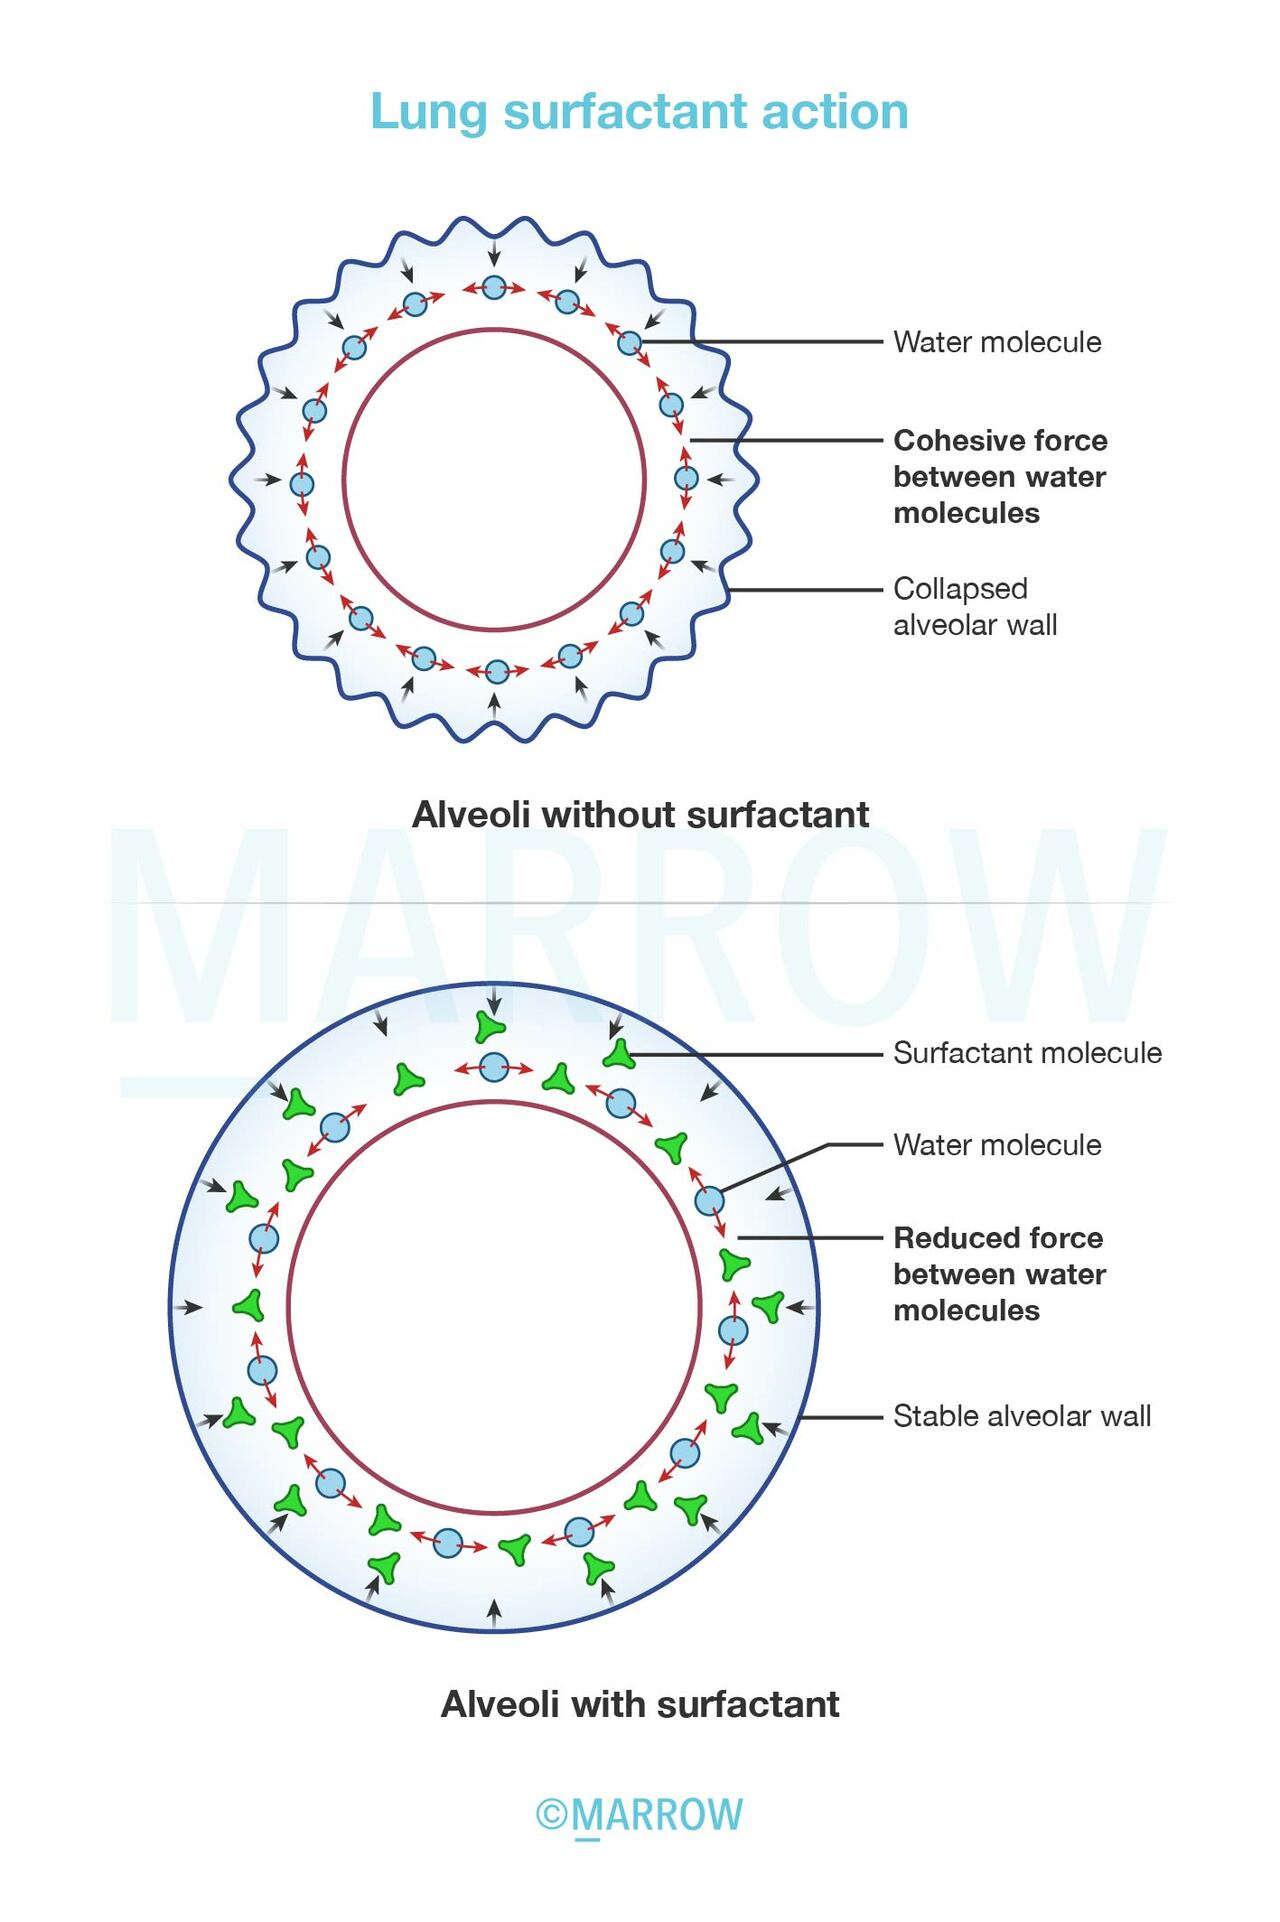 Lung surfactant action
Water molecule
Cohesive force
between water
molecules
Collapsed
alveolar wall
Alveoli without surfactant
MARROW
Surfactant molecule
Water molecule
Reduced force
between water
molecules
Stable alveolar wall
Alveoli with surfactant
©MARROW